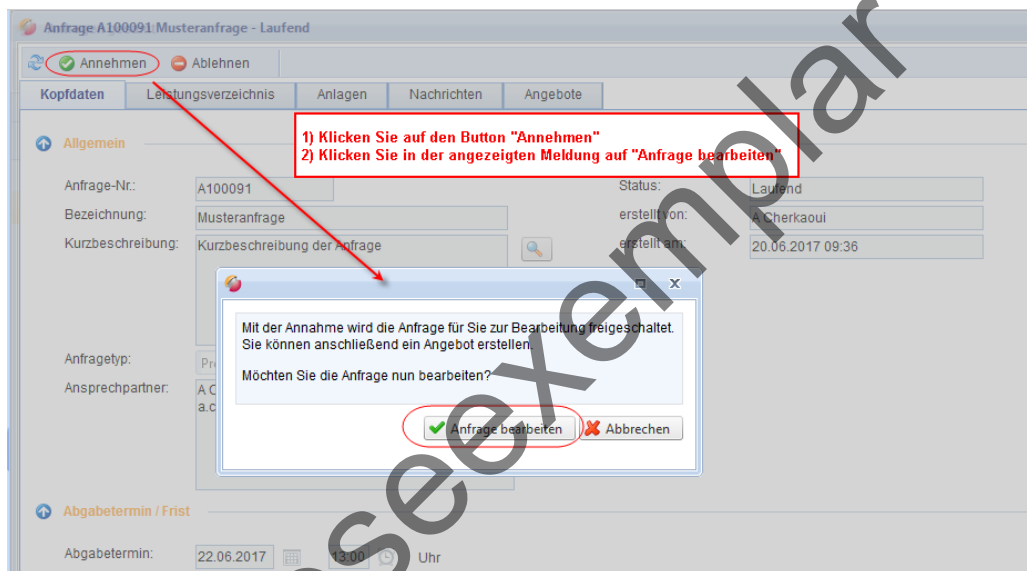 Anfrage A100091 Musteranfrage - Laufend
Annehmen Ablehnen
Kopfdaten Leistungsverzeichnis Anlagen Nachrichten Angebote
1) Klicken Sie auf den Button "Annehmen"
2) Klicken Sie in der angezeigten Meldung auf "Anfrage bearbeiten"
Allgemein
Anfrage-Nr.: A100091 Status: Laufend
Bezeichnung: Musteranfrage erstellt von: A Cherkaoui
Kurzbeschreibung: Kurzbeschreibung der Anfrage erstellt am: 20.06.2017 09:36
X
Mit der Annahme wird die Anfrage für Sie zur Bearbeitung freigeschaltet.
Sie können anschließend ein Angebot erstellen.
Möchten Sie die Anfrage nun bearbeiten?
Anfrage bearbeiten Abbrechen
Anfragetyp:
Ansprechpartner:
Abgabetermin / Frist
Abgabetermin: 22.06.2017 13:00 Uhr
seexemplar